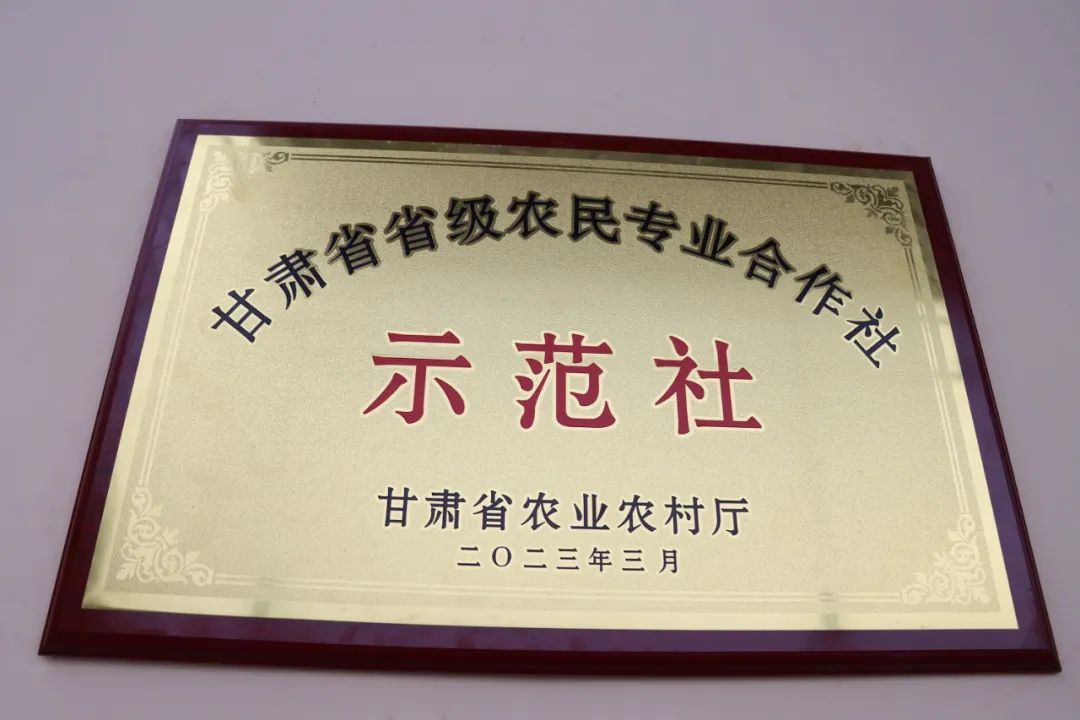 甘肃省省级农民专业合作社
示范社
甘肃省农业农村厅
二〇二三年三月